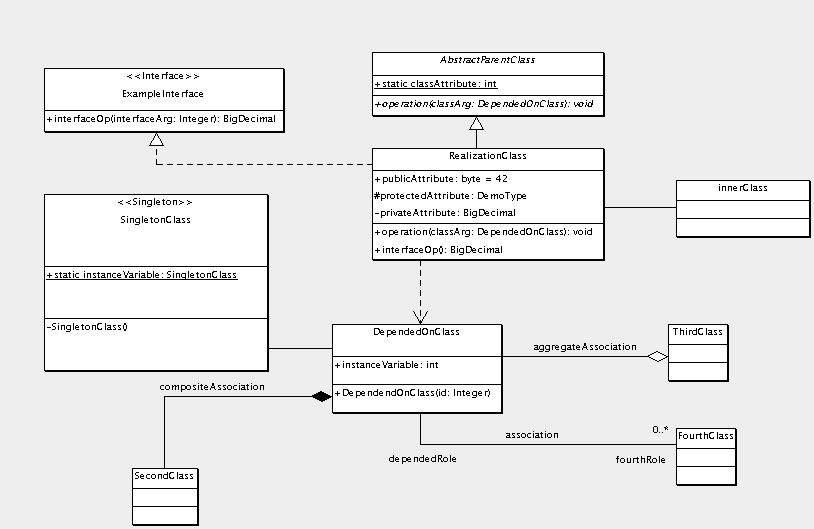 <<Interface>>
ExampleInterface
+interfaceOp(interfaceArg: Integer): BigDecimal
AbstractParentClass
+static classAttribute: int
+operation(classArg: DependedOnClass): void
RealizationClass
+publicAttribute: byte = 42
#protectedAttribute: DemoType
-privateAttribute: BigDecimal
+operation(classArg: DependedOnClass): void
+interfaceOp(): BigDecimal
innerClass
<<Singleton>>
SingletonClass
+static instanceVariable: SingletonClass
-SingletonClass()
DependedOnClass
+instanceVariable: int
+DependendOnClass(id: Integer)
aggregateAssociation
ThirdClass
compositeAssociation
SecondClass
association
0..*
dependedRole
fourthRole
FourthClass